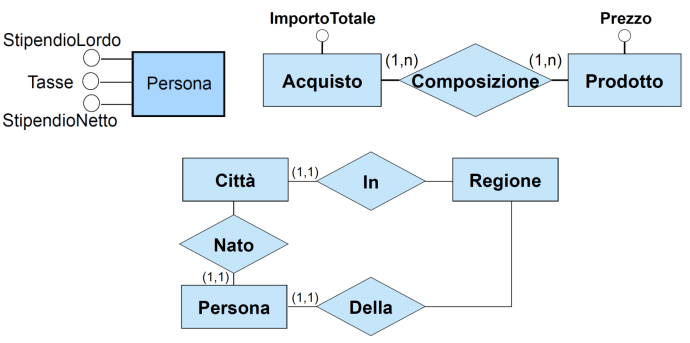 StipendioLordo
Tasse
StipendioNetto
Persona
ImportoTotale
Acquisto
(1,n)
Composizione
(1,n)
Prezzo
Prodotto
Città
(1,1)
In
Regione
Nato
(1,1)
Persona
(1,1)
Della